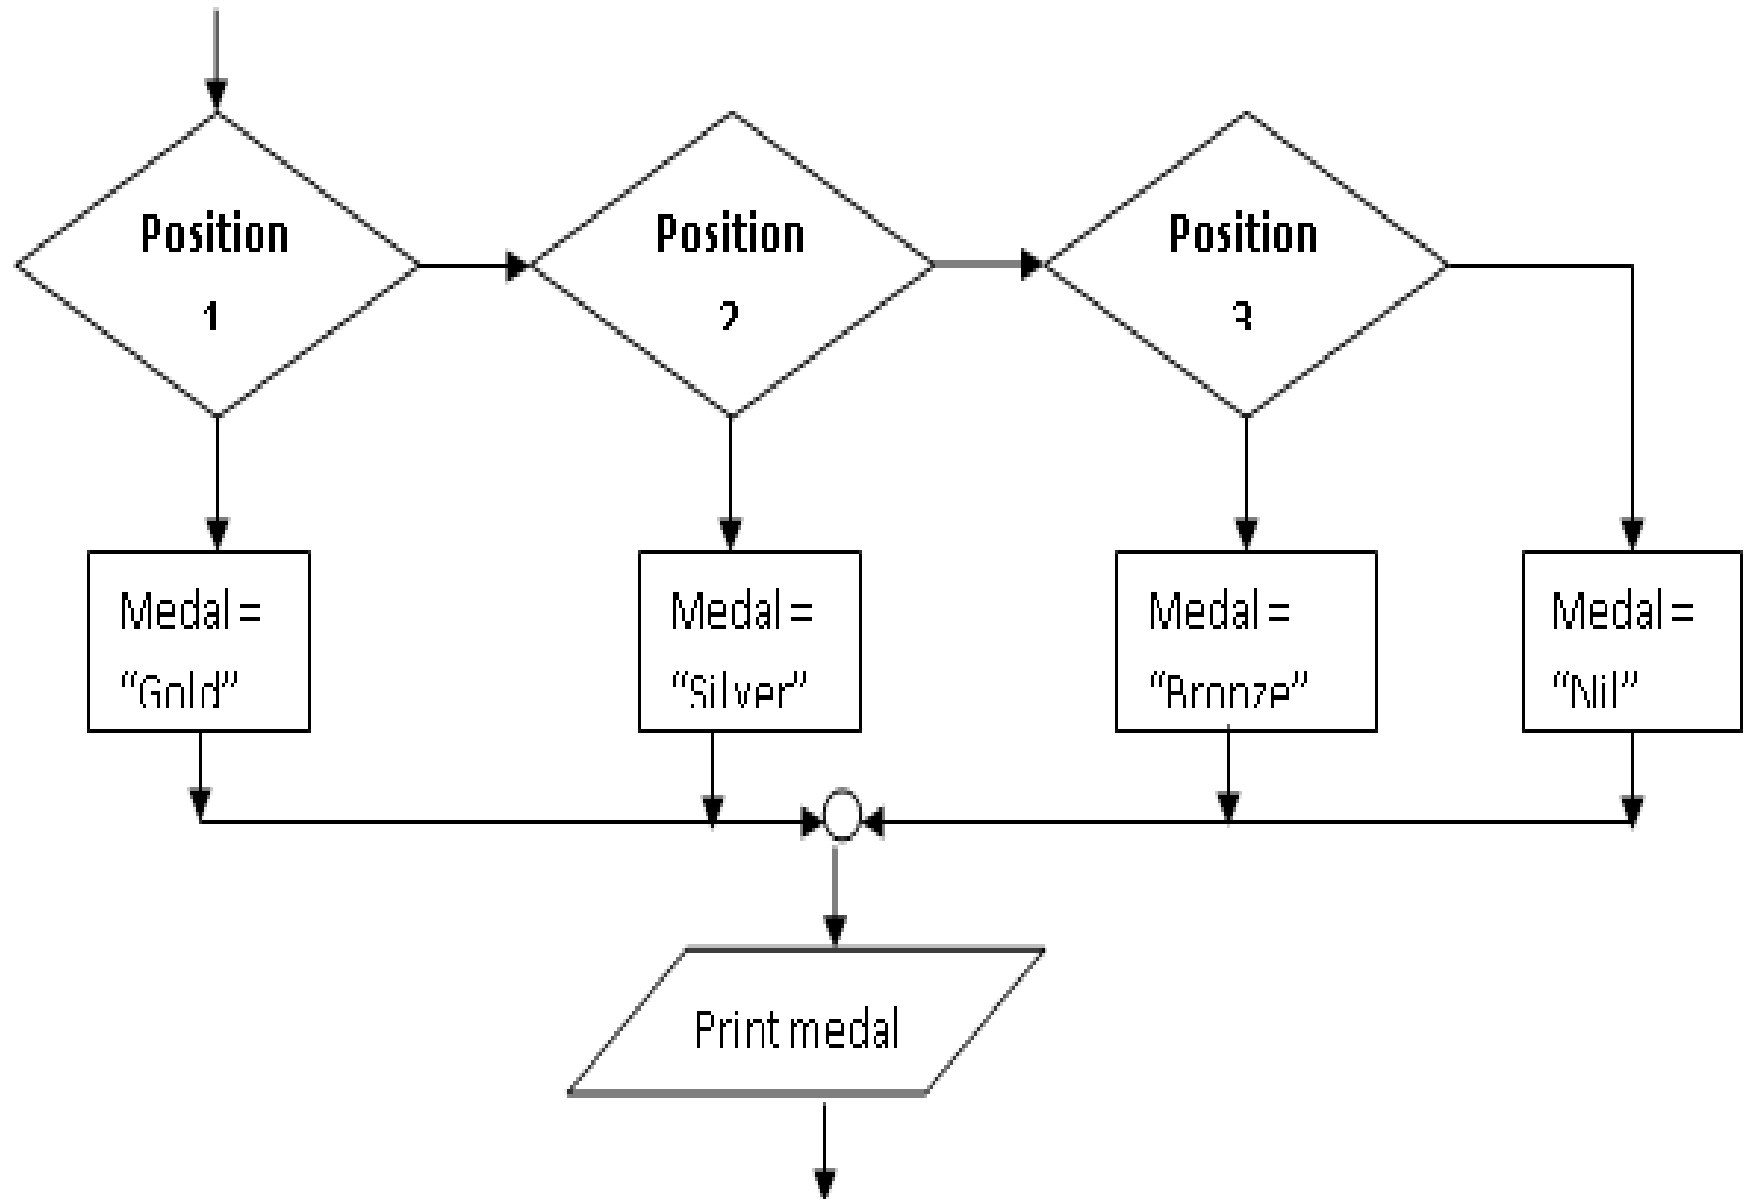 Position
1
Position
2
Position
3
Medal =
“Gold”
Medal =
“Silver”
Medal =
“Bronze”
Medal =
“Nil”
Print medal